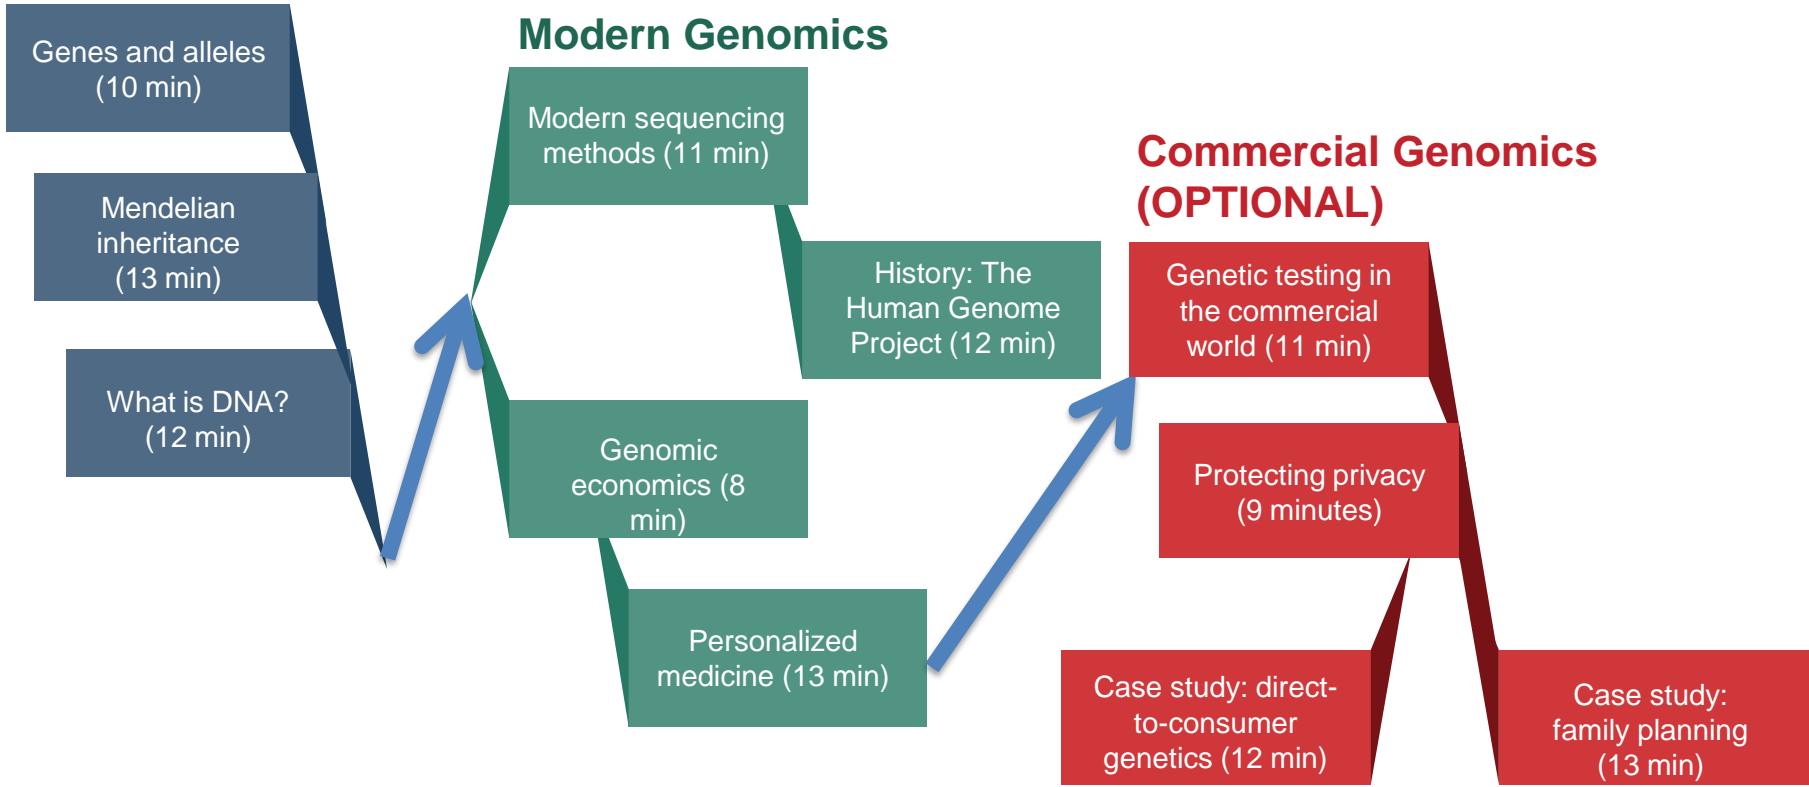 Genes and alleles
(10 min)
Mendelian
inheritance
(13 min)
What is DNA?
(12 min)
Modern Genomics
Modern sequencing
methods (11 min)
History: The
Human Genome
Project (12 min)
Genomic
economics (8
min)
Personalized
medicine (13 min)
Commercial Genomics
(OPTIONAL)
Genetic testing in
the commercial
world (11 min)
Protecting privacy
(9 minutes)
Case study: direct-
to-consumer
genetics (12 min)
Case study:
family planning
(13 min)